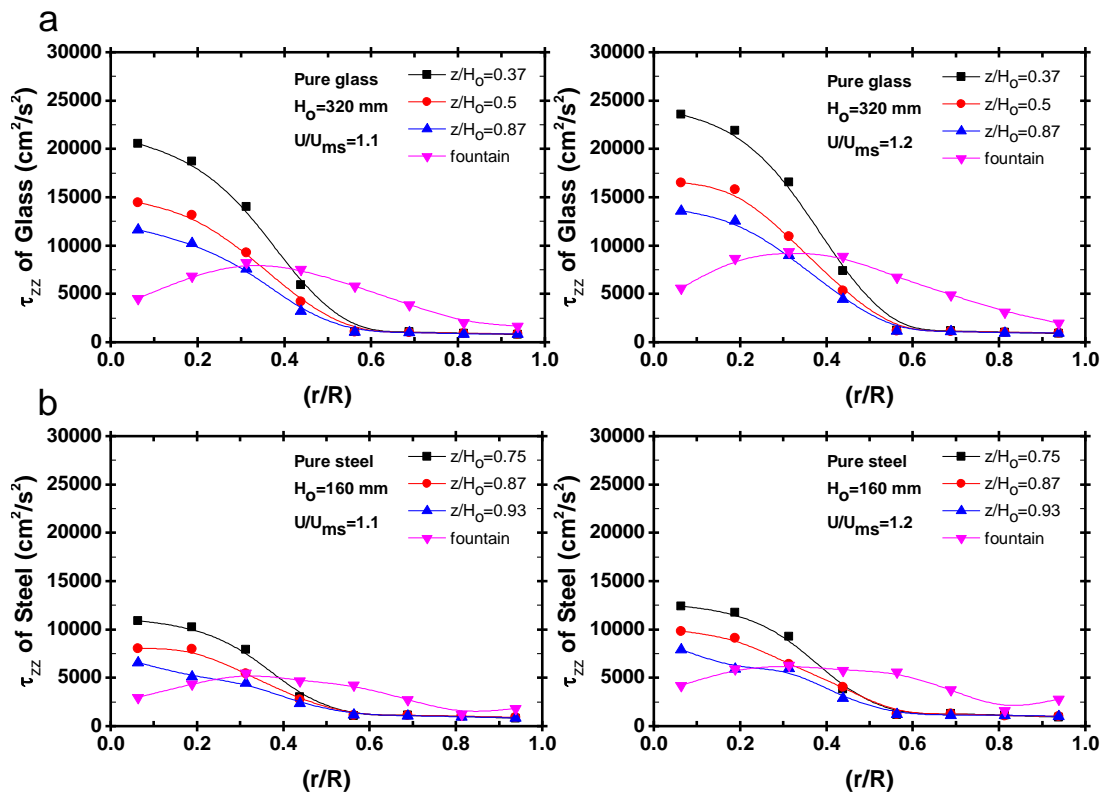 a
30000
25000
20000
15000
10000
5000
0
0.0 0.2 0.4 0.6 0.8 1.0
τzz of Glass (cm²/s²)
(r/R)
Pure glass
Ho=320 mm
U/Ums=1.1
z/Ho=0.37
z/Ho=0.5
z/Ho=0.87
fountain
30000
25000
20000
15000
10000
5000
0
0.0 0.2 0.4 0.6 0.8 1.0
τzz of Glass (cm²/s²)
(r/R)
Pure glass
Ho=320 mm
U/Ums=1.2
z/Ho=0.37
z/Ho=0.5
z/Ho=0.87
fountain
b
30000
25000
20000
15000
10000
5000
0
0.0 0.2 0.4 0.6 0.8 1.0
τzz of Steel (cm²/s²)
(r/R)
Pure steel
Ho=160 mm
U/Ums=1.1
z/Ho=0.75
z/Ho=0.87
z/Ho=0.93
fountain
30000
25000
20000
15000
10000
5000
0
0.0 0.2 0.4 0.6 0.8 1.0
τzz of Steel (cm²/s²)
(r/R)
Pure steel
Ho=160 mm
U/Ums=1.2
z/Ho=0.75
z/Ho=0.87
z/Ho=0.93
fountain